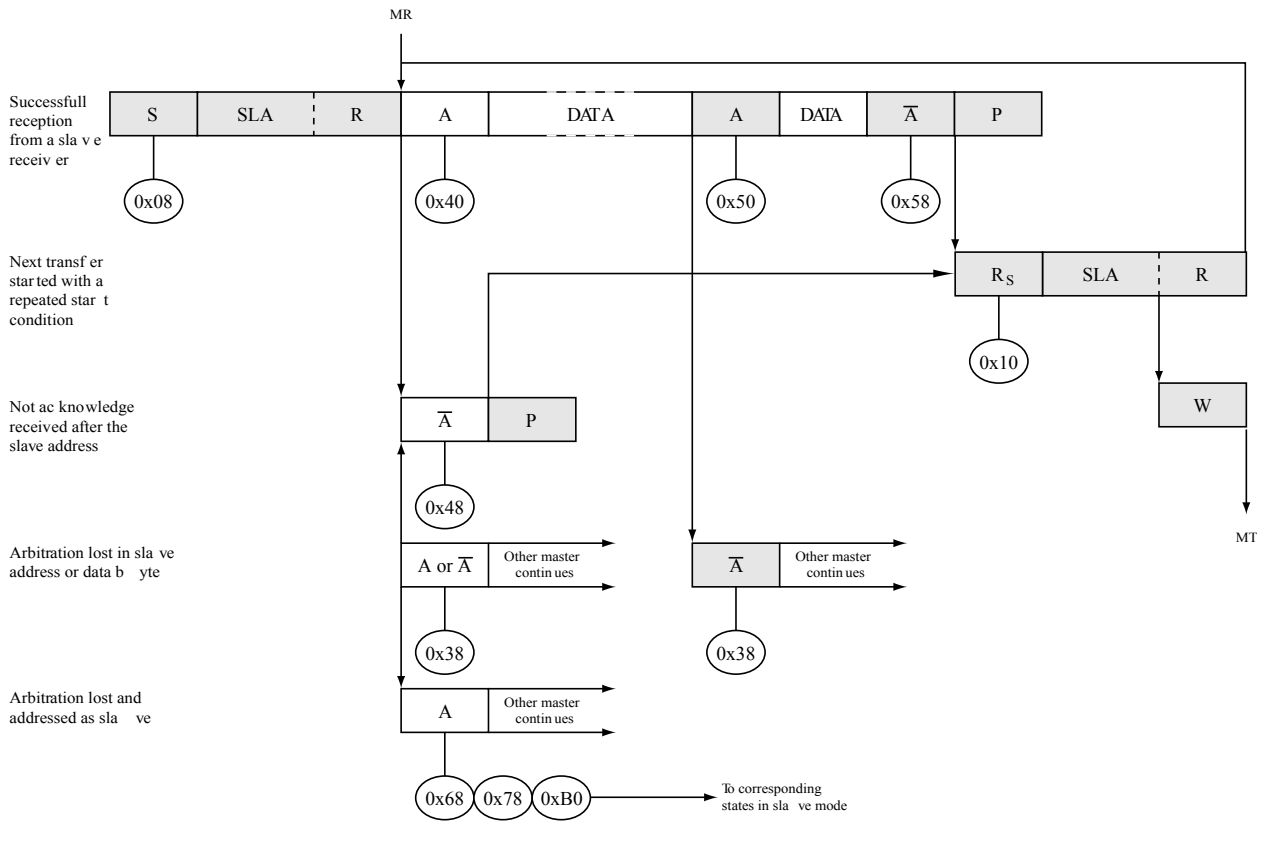 MR
Successfull
reception
from a sla v e
receiv er
S SLA R A DATA A DATA A̅ P
0x08 0x40 0x50 0x58
Next transf er
star ted with a
repeated star t
condition
RS SLA R
0x10
Not ac knowledge
received after the
slave address
A̅ P
W
0x48
MT
Arbitration lost in sla ve
address or data b yte
A or A̅ Other master
contin ues
A̅ Other master
contin ues
0x38 0x38
Arbitration lost and
addressed as sla ve
A Other master
contin ues
0x68 0x78 0xB0
To corresponding
states in sla ve mode